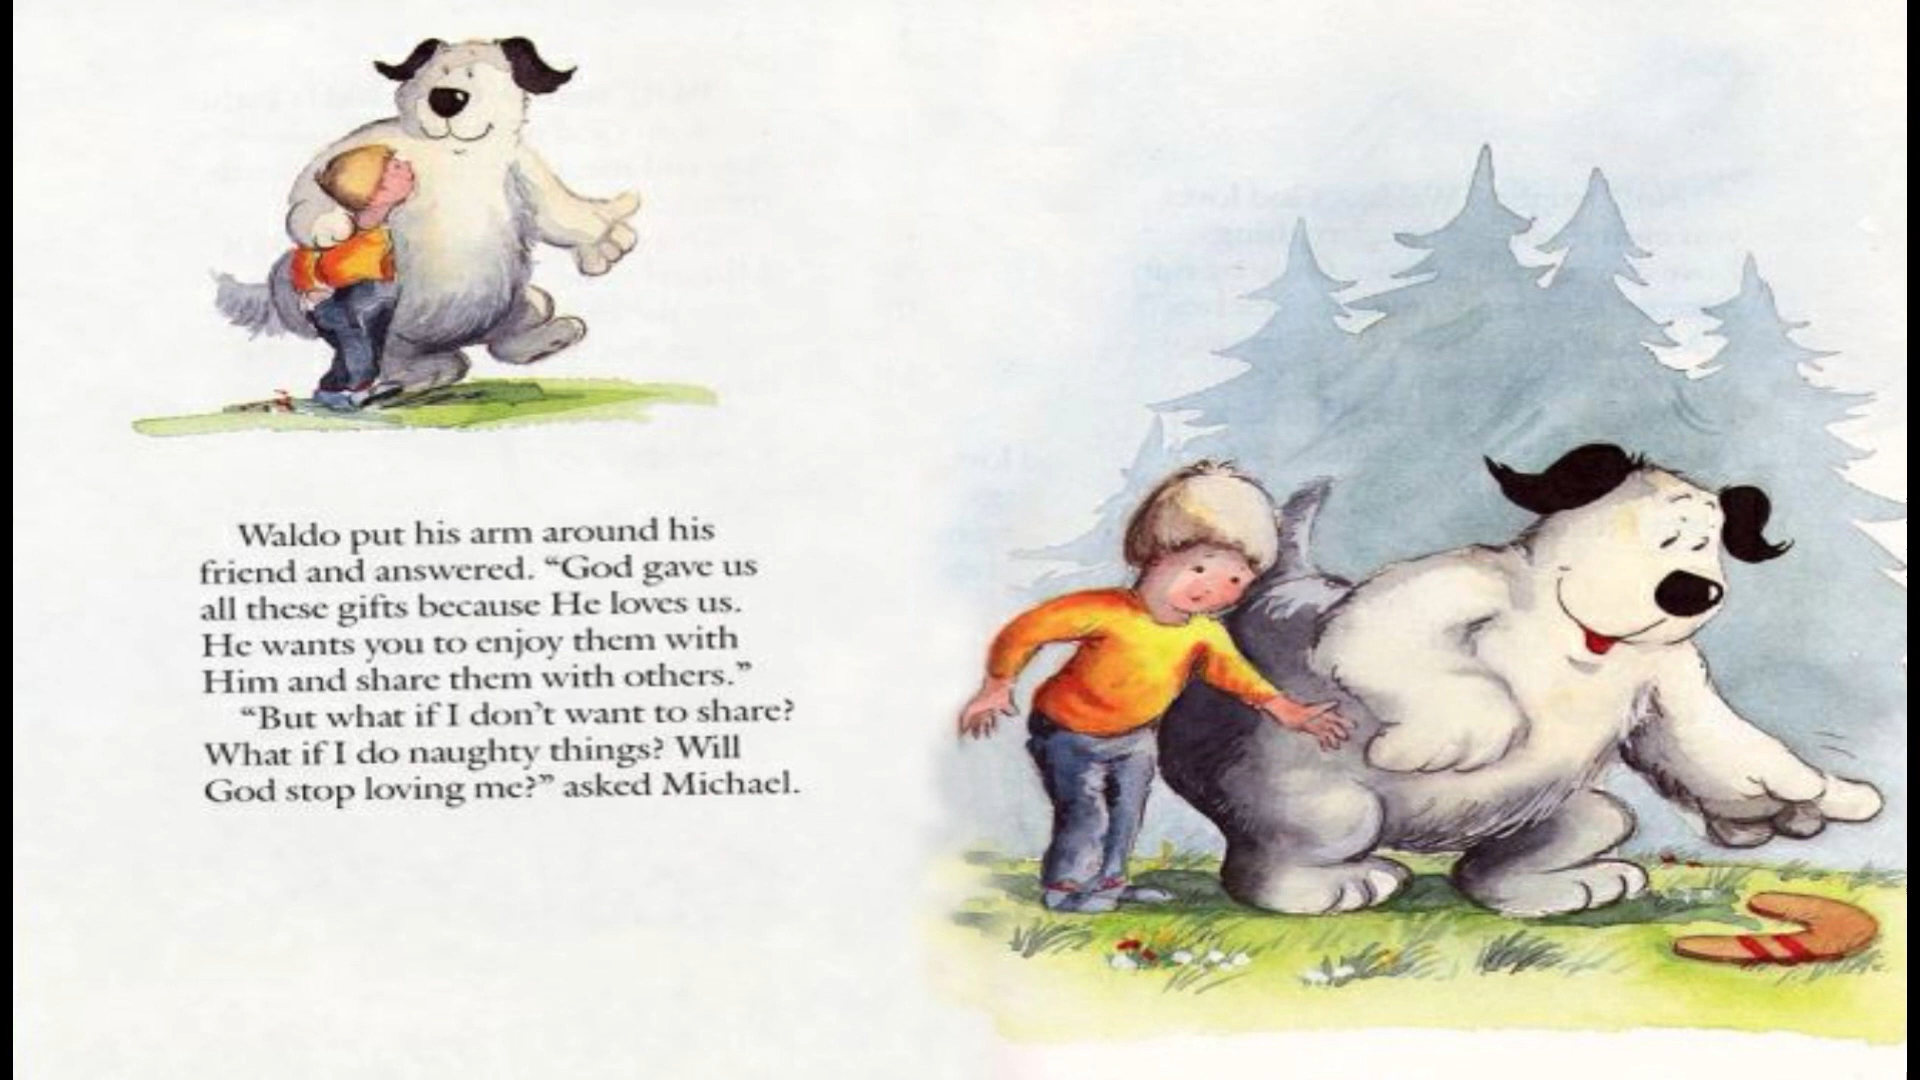 Waldo put his arm around his
friend and answered. “God gave us
all these gifts because He loves us.
He wants you to enjoy them with
Him and share them with others.”
“But what if I don’t want to share?
What if I do naughty things? Will
God stop loving me?” asked Michael.